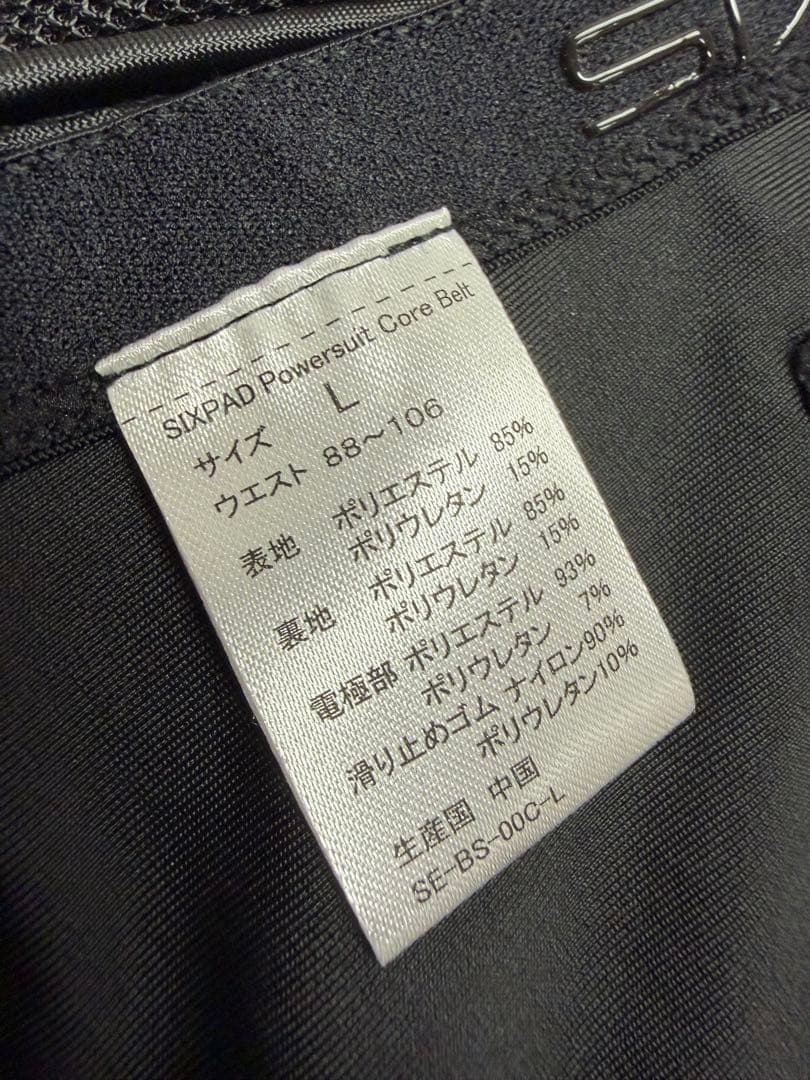 SIXPAD Powersuit Core Belt
サイズ L
ウエスト 88～106
表地 ポリエステル 85%
ポリウレタン 15%
裏地 ポリエステル 85%
ポリウレタン 15%
電極部 ポリエステル 93%
ポリウレタン 7%
滑り止めゴム ナイロン90%
ポリウレタン10%
生産国 中国
SE-BS-00C-L